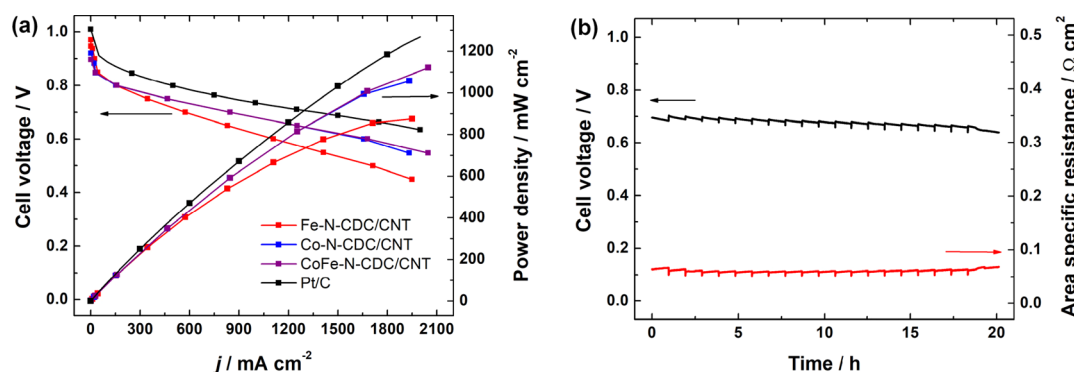 (a)
1.0
0.8
0.6
0.4
0.2
0.0
Cell voltage / V
1200
1000
800
600
400
200
0
Power density / mW cm-2
Fe-N-CDC/CNT
Co-N-CDC/CNT
CoFe-N-CDC/CNT
Pt/C
0 300 600 900 1200 1500 1800 2100
j / mA cm-2
(b)
1.0
0.8
0.6
0.4
0.2
0.0
Cell voltage / V
0.5
0.4
0.3
0.2
0.1
0.0
Area specific resistance / Ω cm2
0 5 10 15 20
Time / h